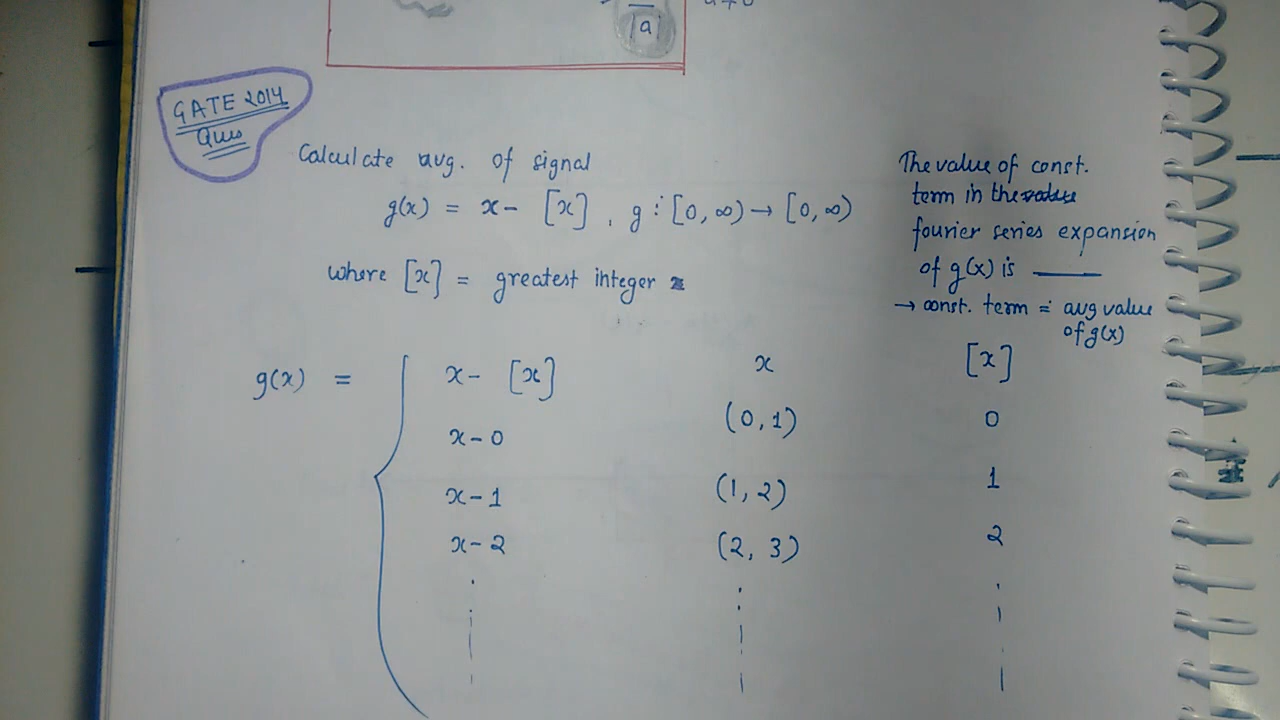 |a|
GATE 2014
Ques
Calculate avg. of signal
g(x) = x - [x] , g : [0, ∞) → [0, ∞)
where [x] = greatest integer
The value of const.
term in the
fourier series expansion
of g(x) is ____
→ const. term = avg value
of g(x)
g(x) = { x - [x] x [x]
x - 0 (0, 1) 0
x - 1 (1, 2) 1
x - 2 (2, 3) 2